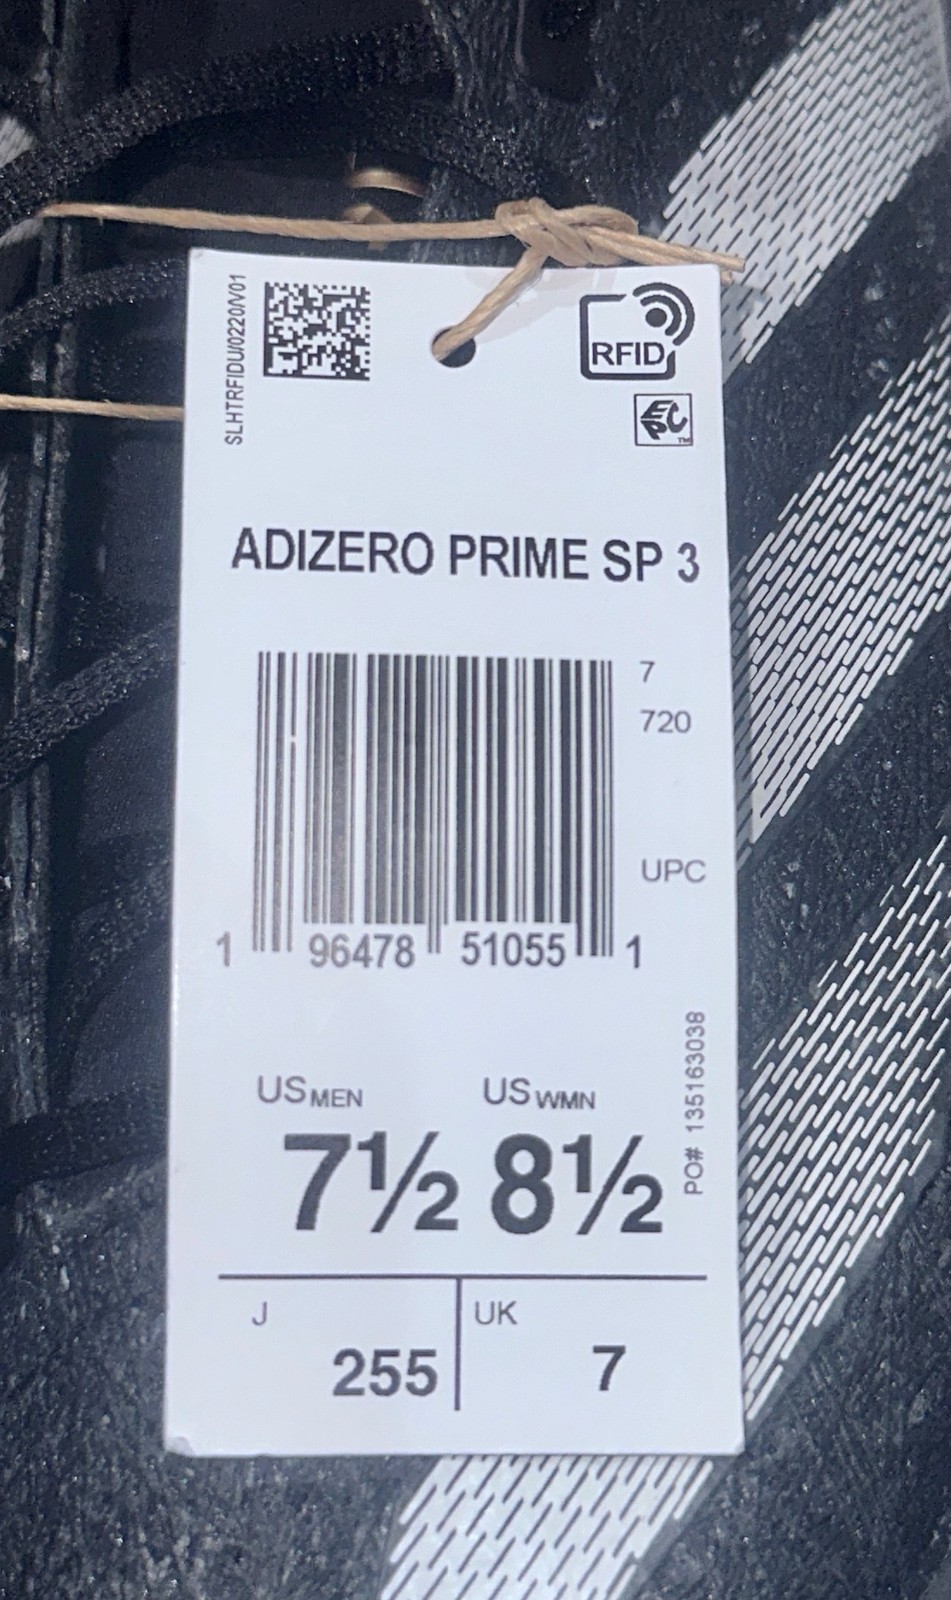 SLHTRFIDU/0220/V01
RFID
EPC™
ADIZERO PRIME SP 3
7
720
UPC
1 96478 51055 1
US MEN US WMN
7½ 8½
PO# 135163038
J 255 UK 7